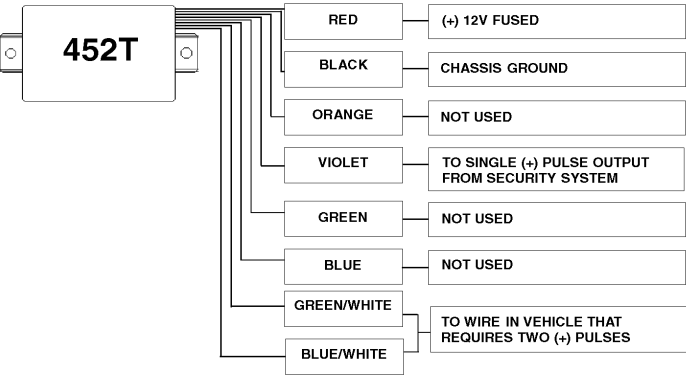 452T
RED
(+) 12V FUSED
BLACK
CHASSIS GROUND
ORANGE
NOT USED
VIOLET
TO SINGLE (+) PULSE OUTPUT
FROM SECURITY SYSTEM
GREEN
NOT USED
BLUE
NOT USED
GREEN/WHITE
BLUE/WHITE
TO WIRE IN VEHICLE THAT
REQUIRES TWO (+) PULSES